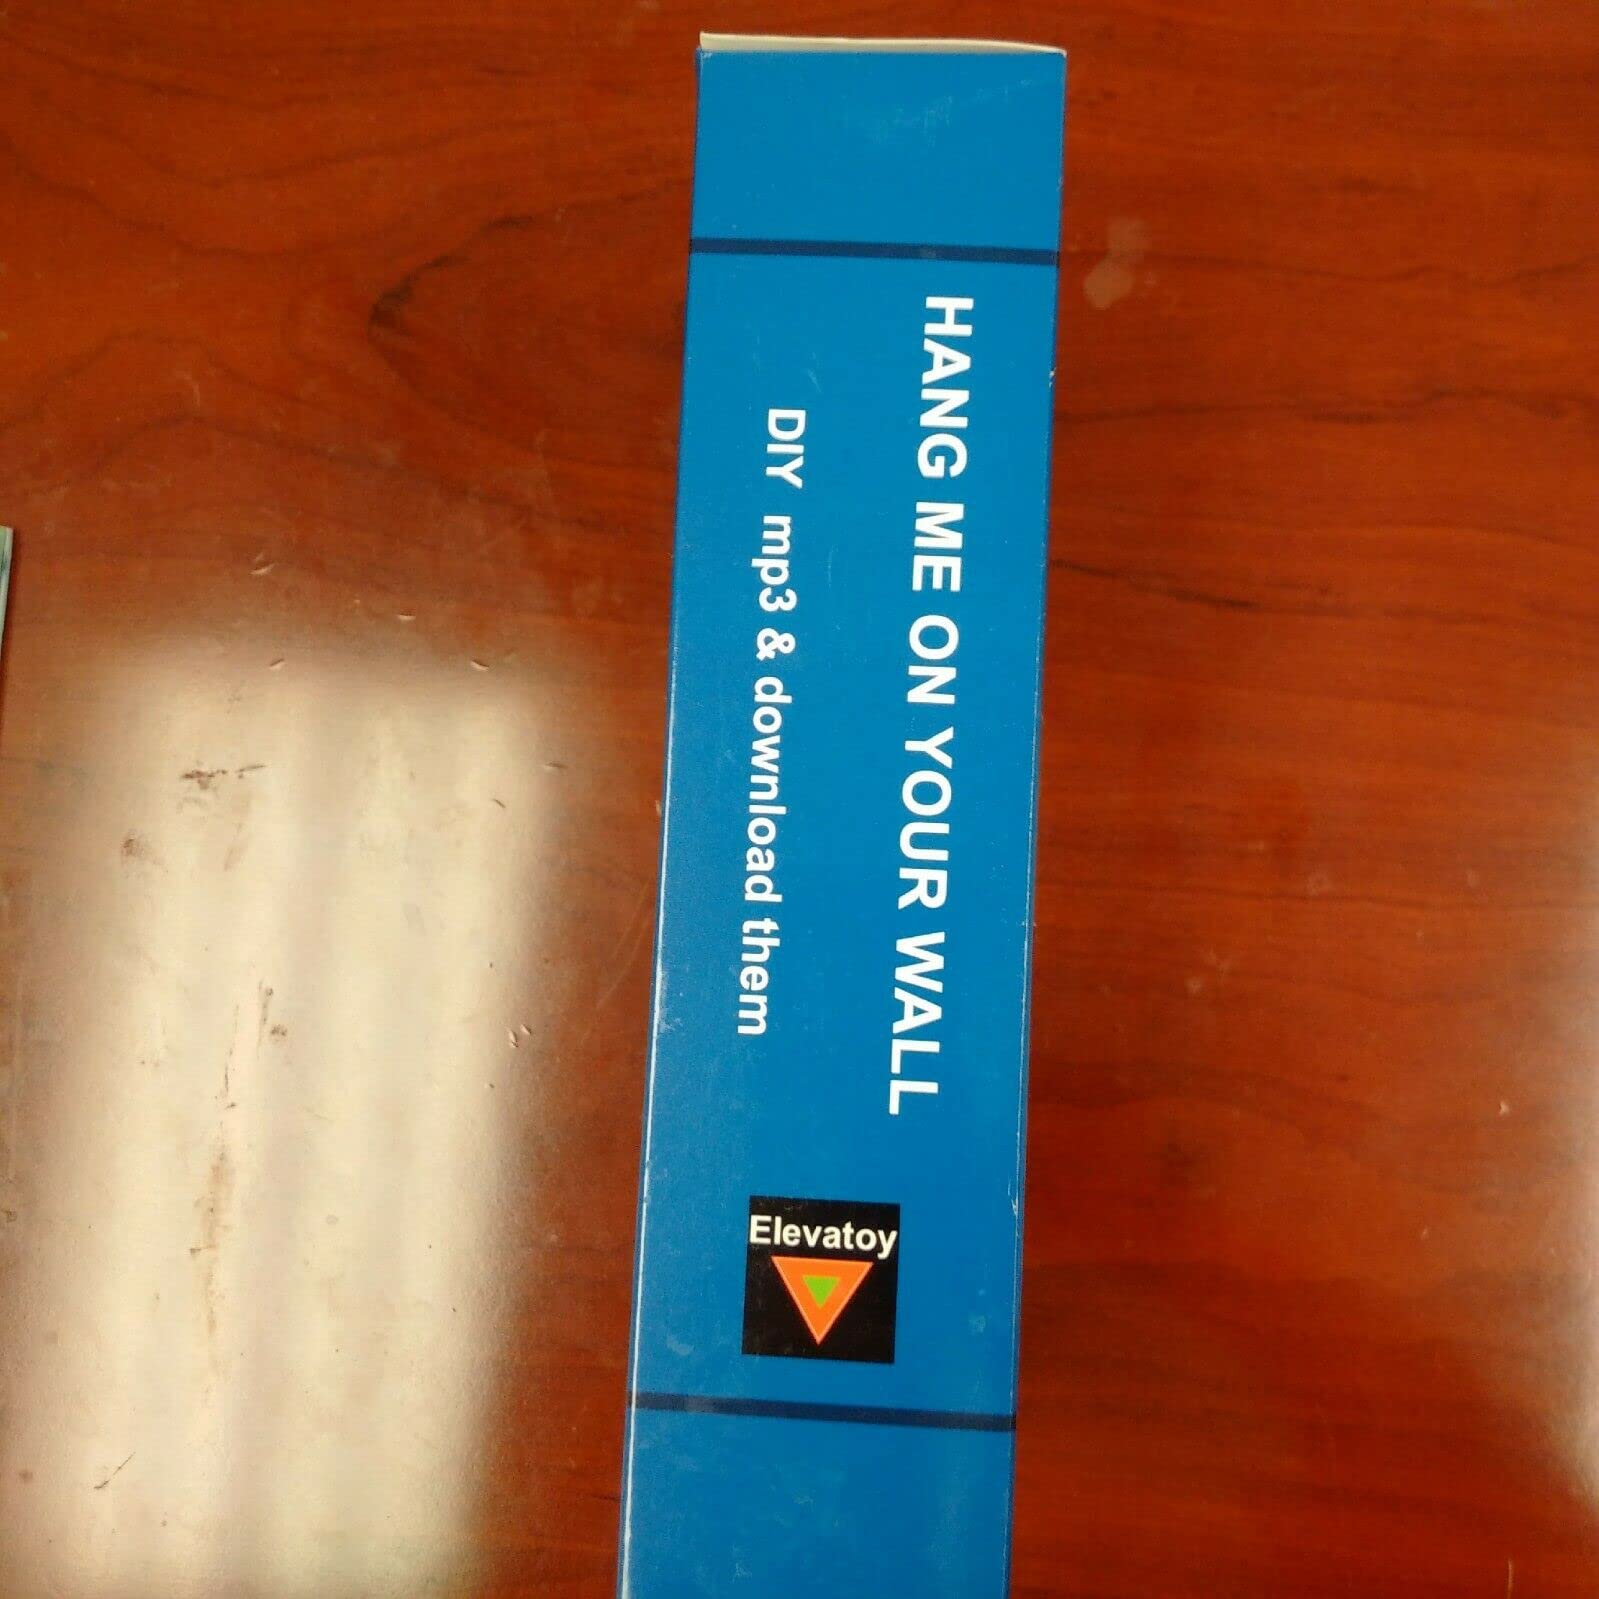 HANG ME ON YOUR WALL
DIY mp3 & download them
Elevatoy